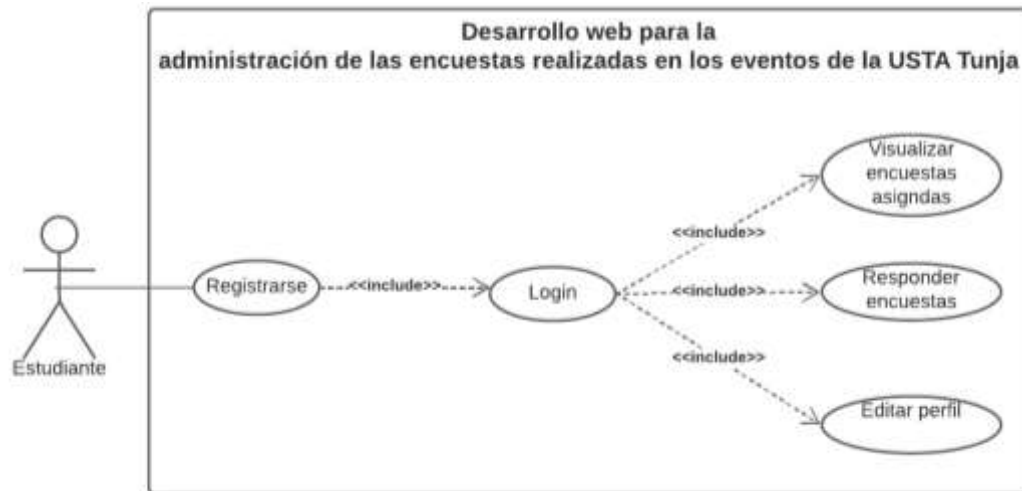 Desarrollo web para la
administración de las encuestas realizadas en los eventos de la USTA Tunja
Visualizar
encuestas
asigndas
<<include>>
Registrarse
<<include>>
Login
<<include>>
Responder
encuestas
<<include>>
Estudiante
Editar perfil